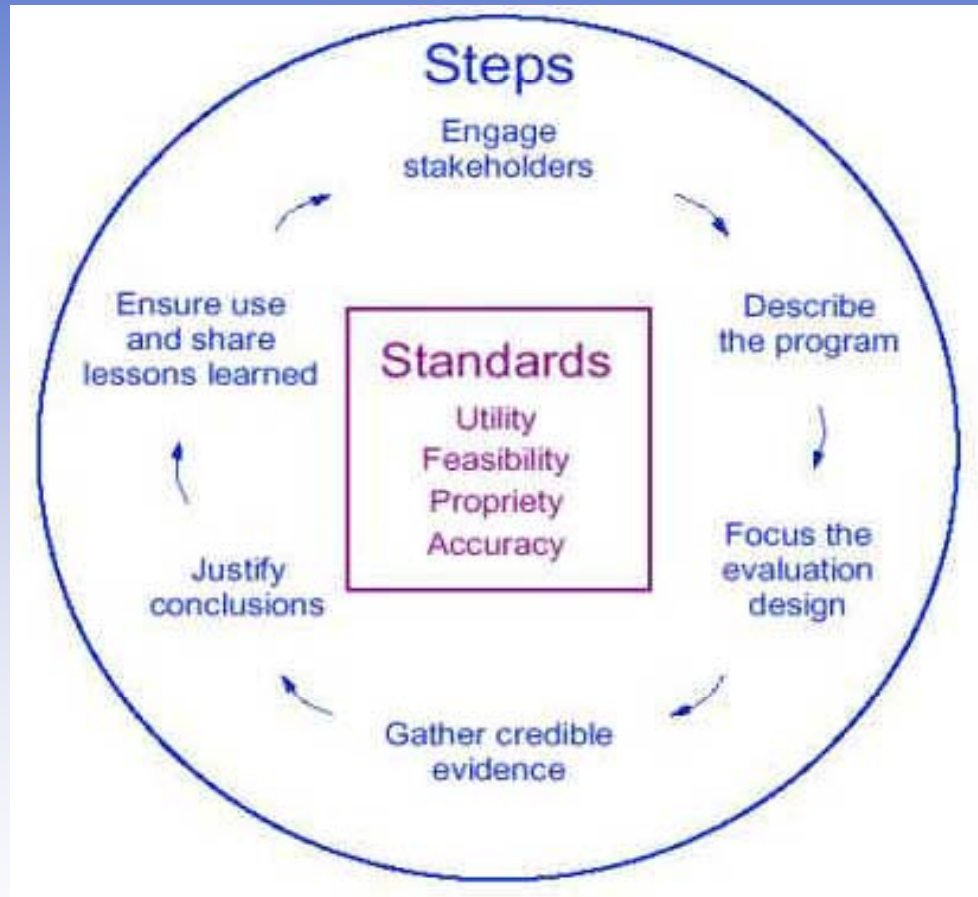 Steps
Engage
stakeholders
Describe
the program
Focus the
evaluation
design
Gather credible
evidence
Justify
conclusions
Ensure use
and share
lessons learned
Standards
Utility
Feasibility
Propriety
Accuracy